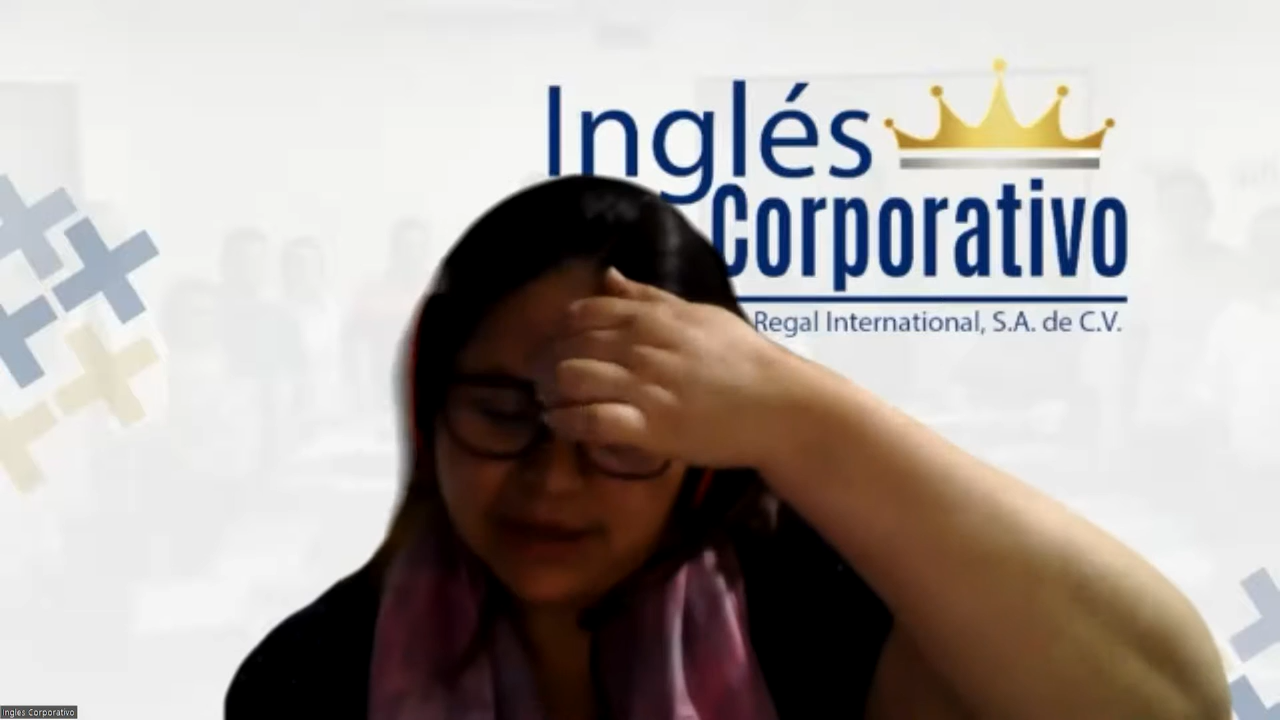 Inglés
Corporativo
Regal International, S.A. de C.V.
Ingles Corporativo